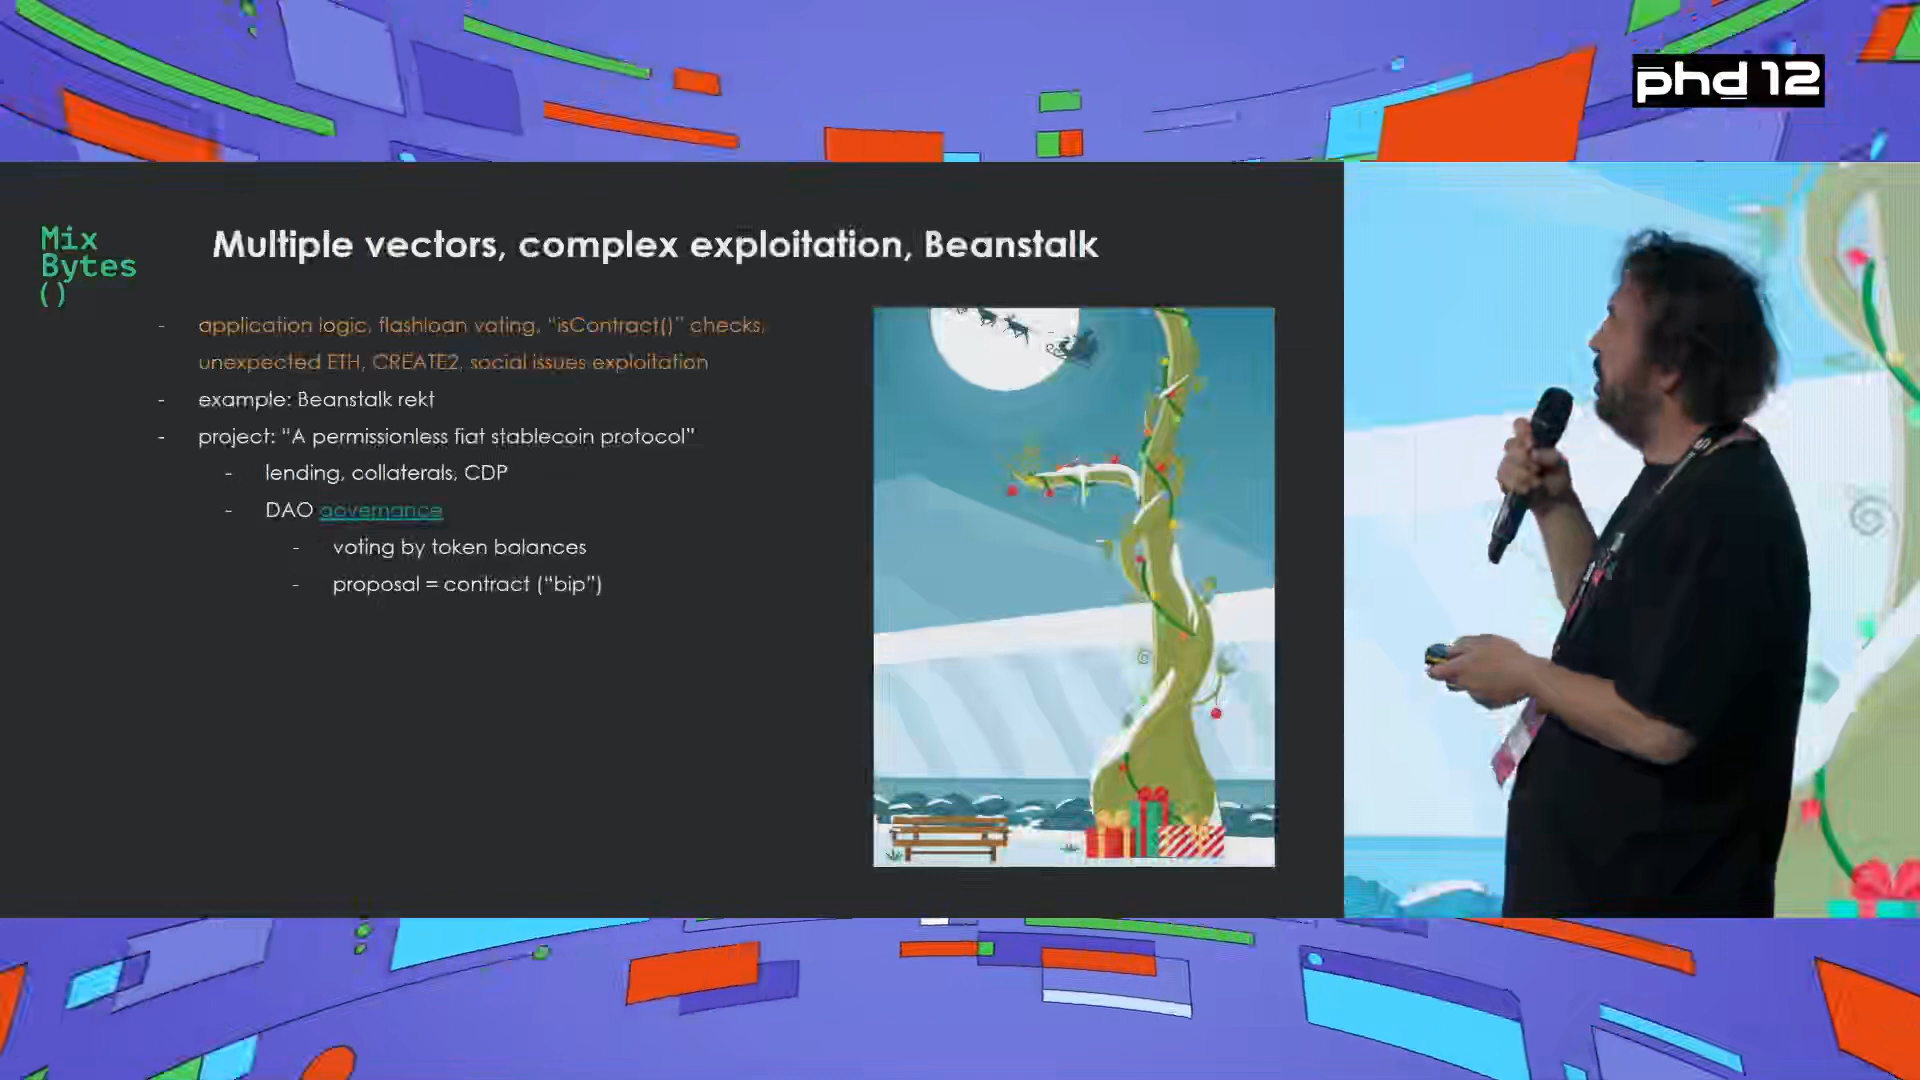 phd 12
Mix
Bytes
()
Multiple vectors, complex exploitation, Beanstalk
- application logic, flashloan voting, “isContract()” checks,
unexpected ETH, CREATE2, social issues exploitation
- example: Beanstalk rekt
- project: “A permissionless fiat stablecoin protocol”
- lending, collaterals, CDP
- DAO governance
- voting by token balances
- proposal = contract (“bip”)